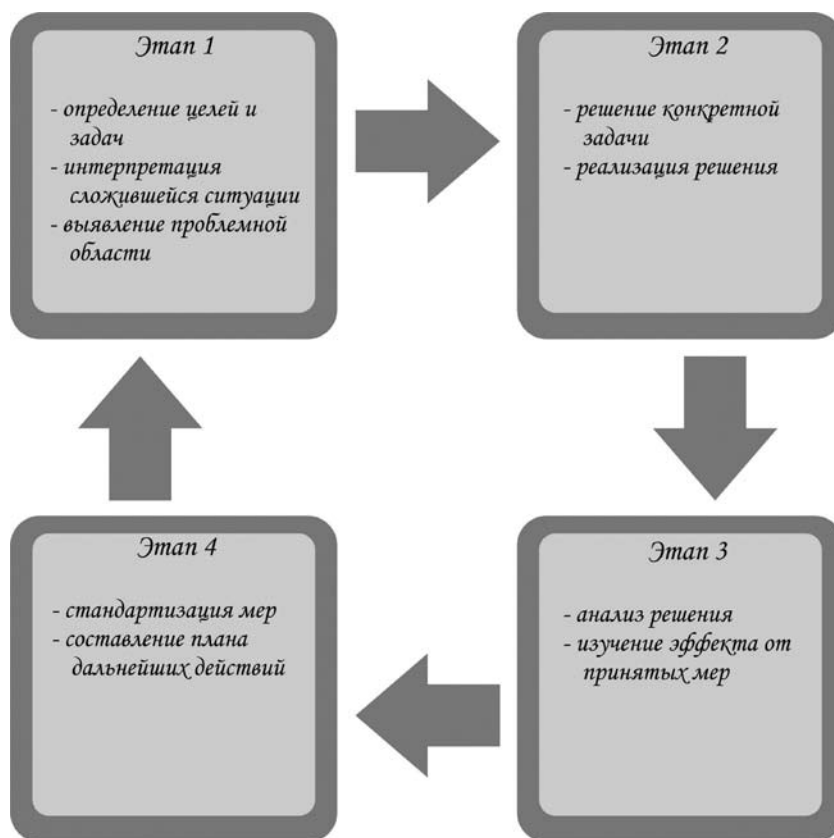 Этап 1
- определение целей и
задач
- интерпретация
сложившейся ситуации
- выявление проблемной
области
Этап 2
- решение конкретной
задачи
- реализация решения
Этап 4
- стандартизация мер
- составление плана
дальнейших действий
Этап 3
- анализ решения
- изучение эффекта от
принятых мер